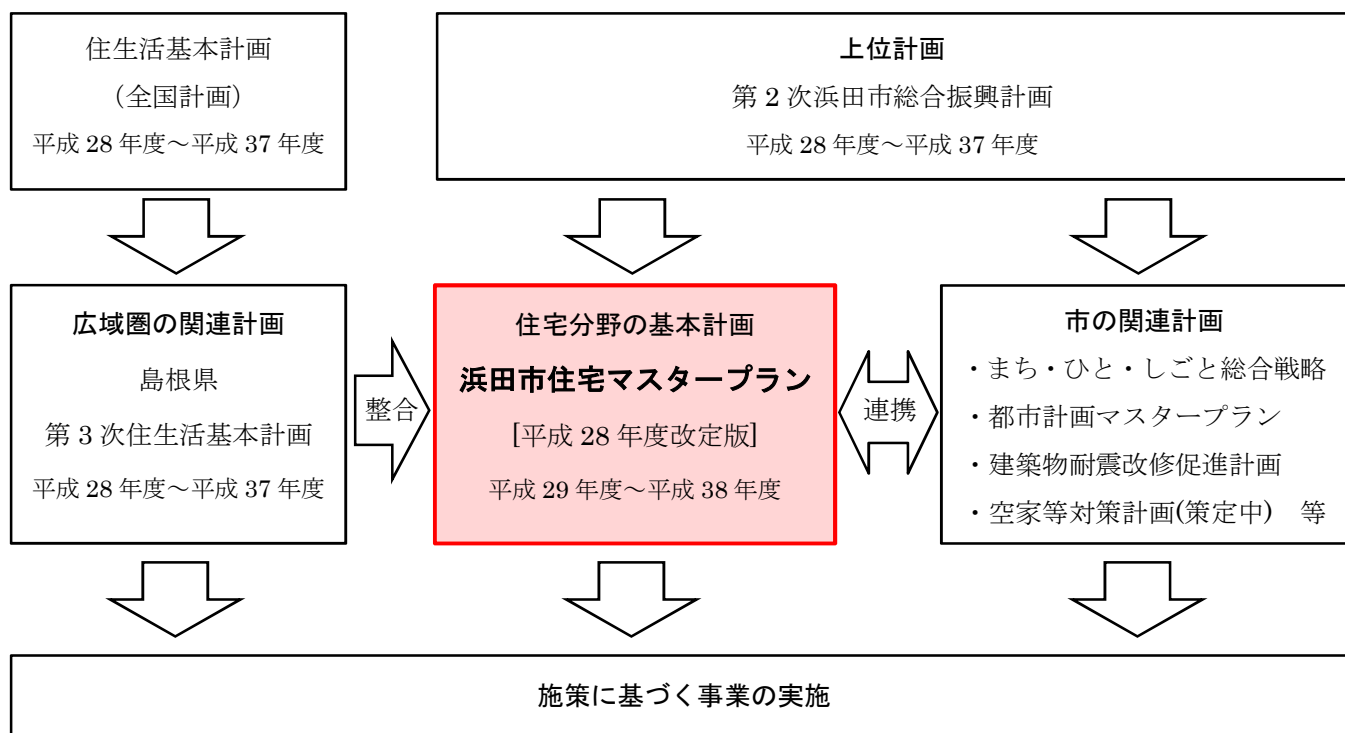 住生活基本計画
(全国計画)
平成 28 年度～平成 37 年度
上位計画
第 2 次浜田市総合振興計画
平成 28 年度～平成 37 年度
広域圏の関連計画
島根県
第 3 次住生活基本計画
平成 28 年度～平成 37 年度
整合
住宅分野の基本計画
浜田市住宅マスタープラン
[平成 28 年度改定版]
平成 29 年度～平成 38 年度
連携
市の関連計画
・まち・ひと・しごと総合戦略
・都市計画マスタープラン
・建築物耐震改修促進計画
・空家等対策計画(策定中)　等
施策に基づく事業の実施